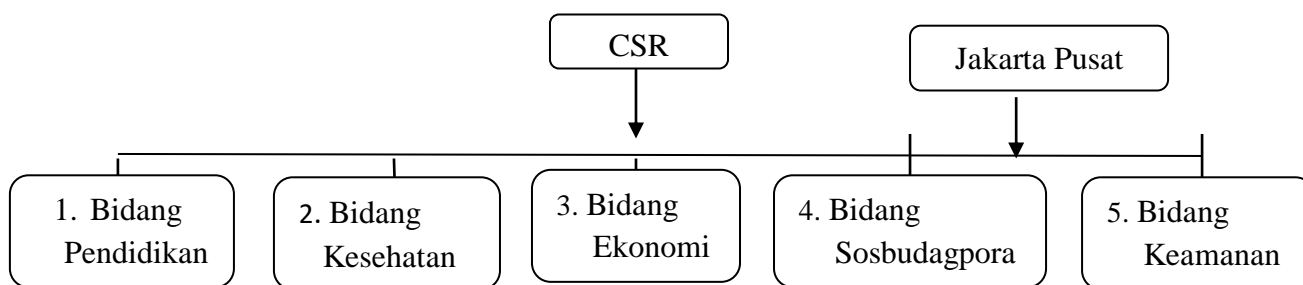 CSR
Jakarta Pusat
1. Bidang
Pendidikan
2. Bidang
Kesehatan
3. Bidang
Ekonomi
4. Bidang
Sosbudagpora
5. Bidang
Keamanan